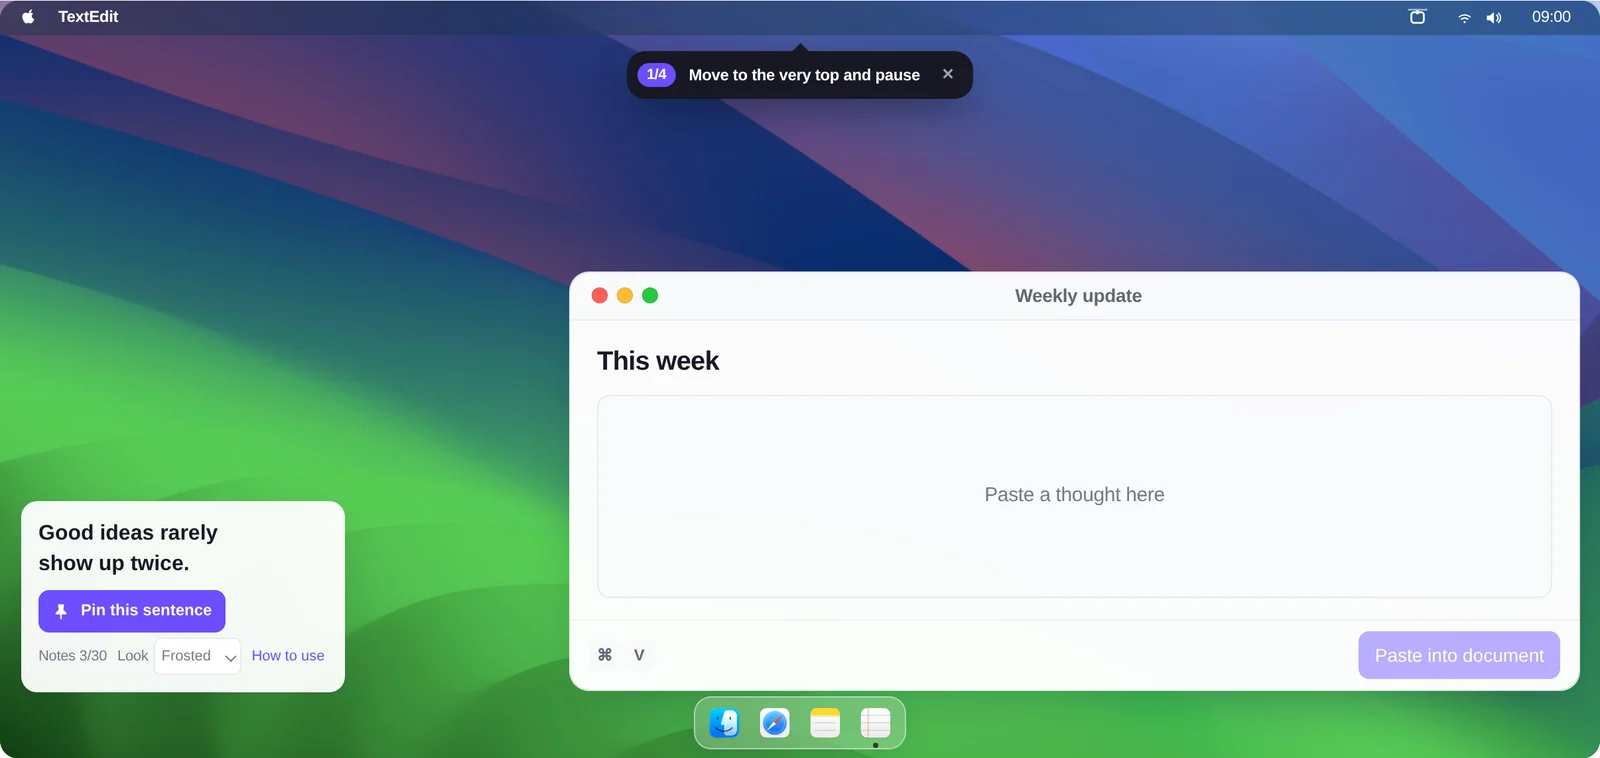 TextEdit
09:00
1/4 Move to the very top and pause
Weekly update
This week
Paste a thought here
Good ideas rarely
show up twice.
Pin this sentence
Notes 3/30 Look Frosted How to use
⌘ V
Paste into document